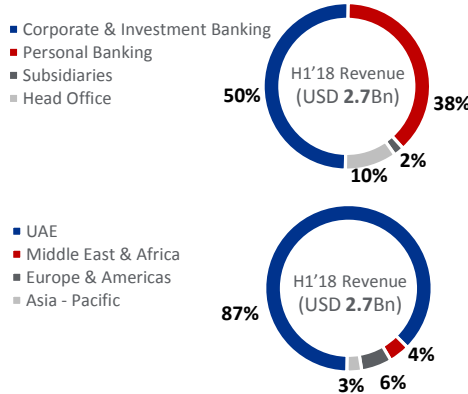 Corporate & Investment Banking
Personal Banking
Subsidiaries
Head Office
H1'18 Revenue
(USD 2.7Bn)
50%
38%
2%
10%
UAE
Middle East & Africa
Europe & Americas
Asia - Pacific
H1'18 Revenue
(USD 2.7Bn)
87%
4%
6%
3%